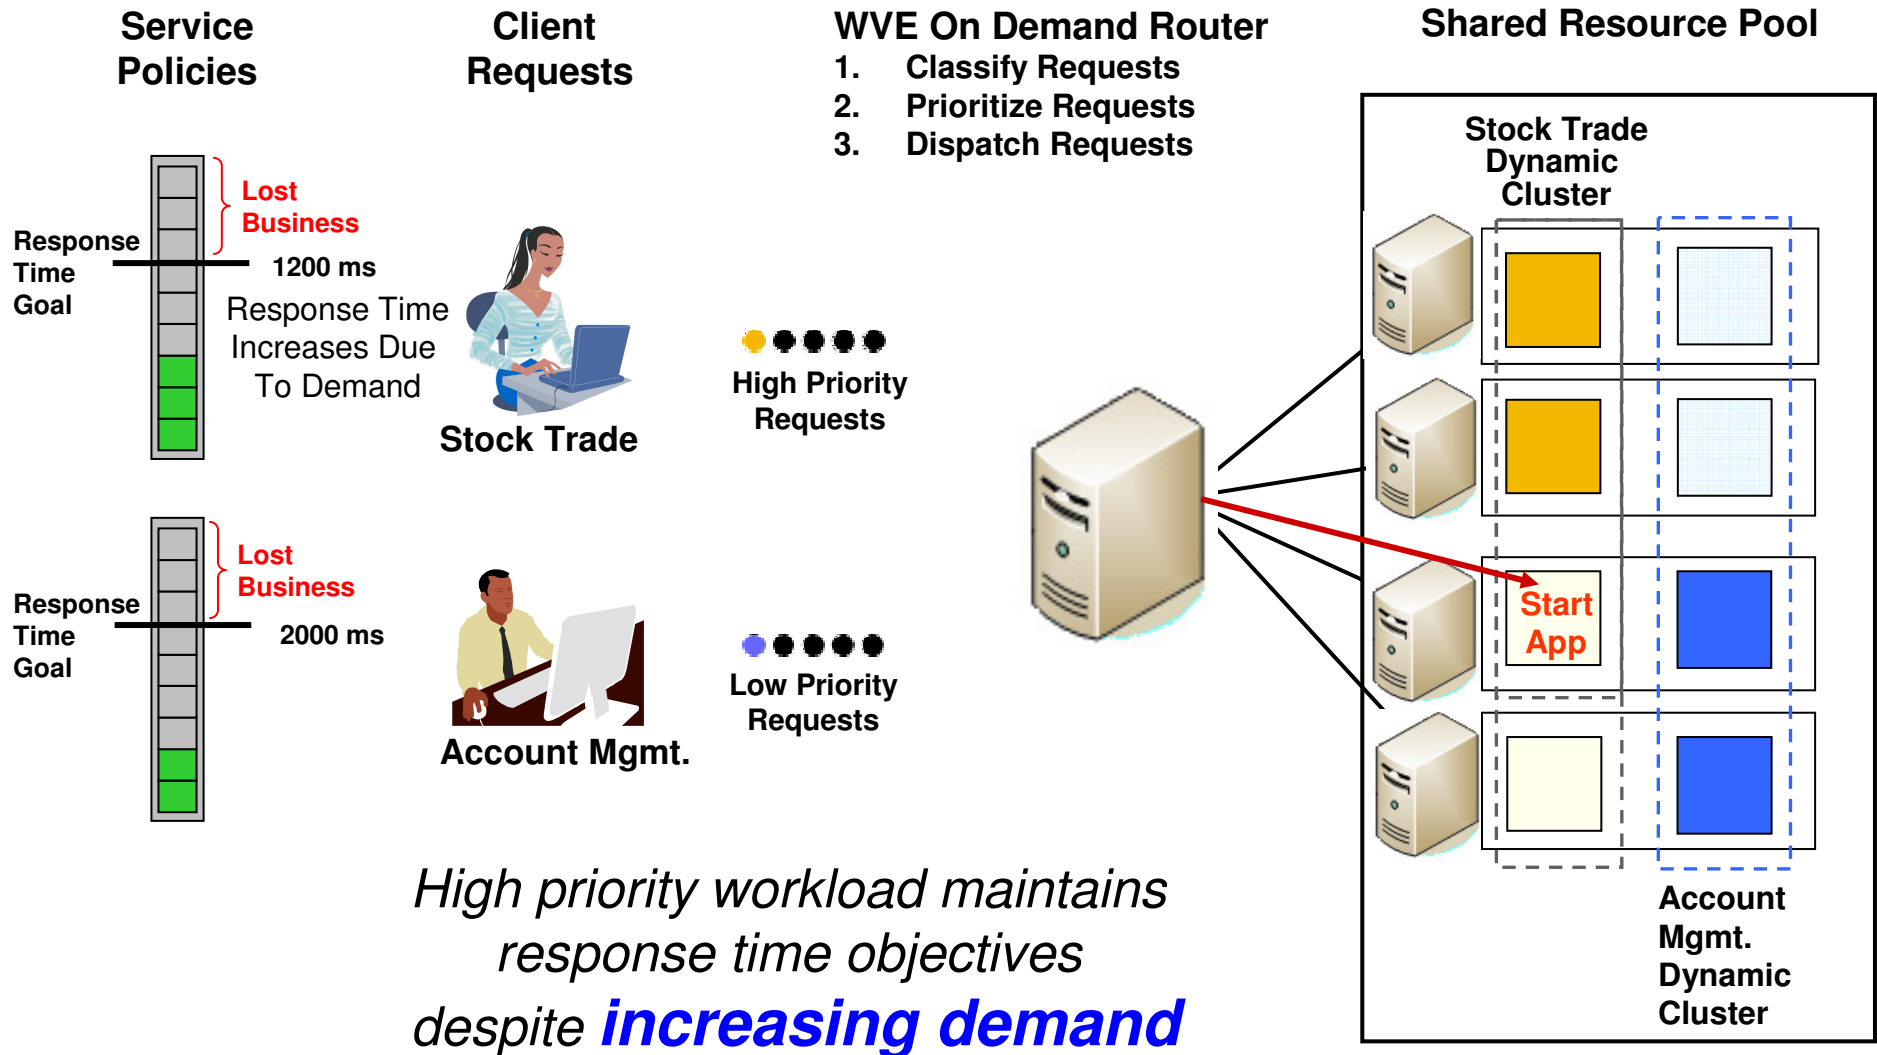 Service
Policies
Client
Requests
WVE On Demand Router
1. Classify Requests
2. Prioritize Requests
3. Dispatch Requests
Shared Resource Pool
Stock Trade
Dynamic
Cluster
Lost
Business
Response
Time
Goal
1200 ms
Response Time
Increases Due
To Demand
Stock Trade
High Priority
Requests
Lost
Business
Response
Time
Goal
2000 ms
Account Mgmt.
Low Priority
Requests
Start
App
Account
Mgmt.
Dynamic
Cluster
High priority workload maintains
response time objectives
despite increasing demand